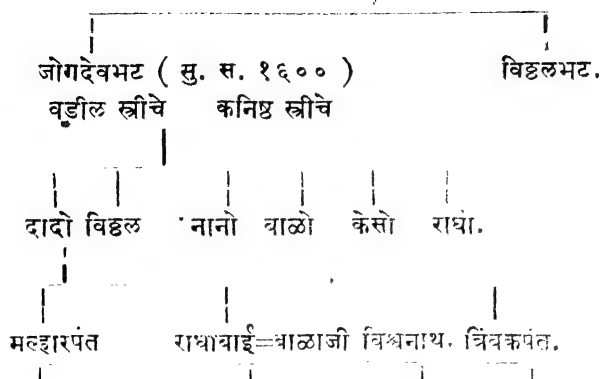 जोगदेवभट ( सु. स. १६०० ) विठ्ठलभट.
वडील स्त्रीचे कनिष्ठ स्त्रीचे
दादो विठ्ठल नानो बाळो केसो राघो.
मल्हारपंत राधाबाई=बाळाजी विश्वनाथ. त्रिंबकपंत.